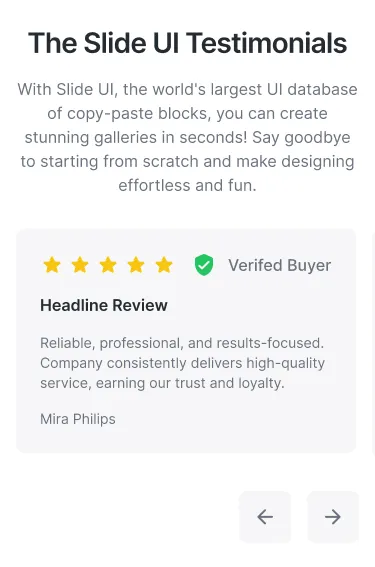 The Slide UI Testimonials
With Slide UI, the world's largest UI database
of copy-paste blocks, you can create
stunning galleries in seconds! Say goodbye
to starting from scratch and make designing
effortless and fun.
Verifed Buyer
Headline Review
Reliable, professional, and results-focused.
Company consistently delivers high-quality
service, earning our trust and loyalty.
Mira Philips